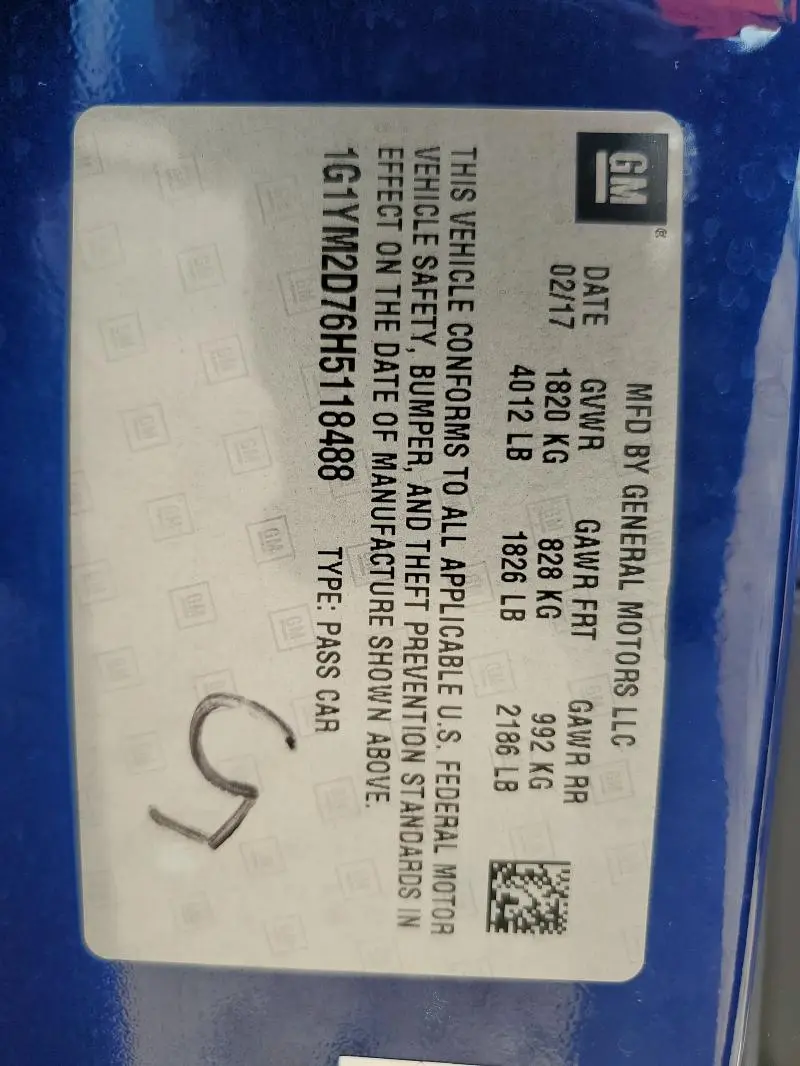 GM®
MFD BY GENERAL MOTORS LLC
DATE GVWR GAWR FRT GAWR RR
02/17 1820 KG 828 KG 992 KG
4012 LB 1826 LB 2186 LB
THIS VEHICLE CONFORMS TO ALL APPLICABLE U.S. FEDERAL MOTOR
VEHICLE SAFETY, BUMPER, AND THEFT PREVENTION STANDARDS IN
EFFECT ON THE DATE OF MANUFACTURE SHOWN ABOVE.
1G1YM2D76H5118488 TYPE: PASS CAR
5